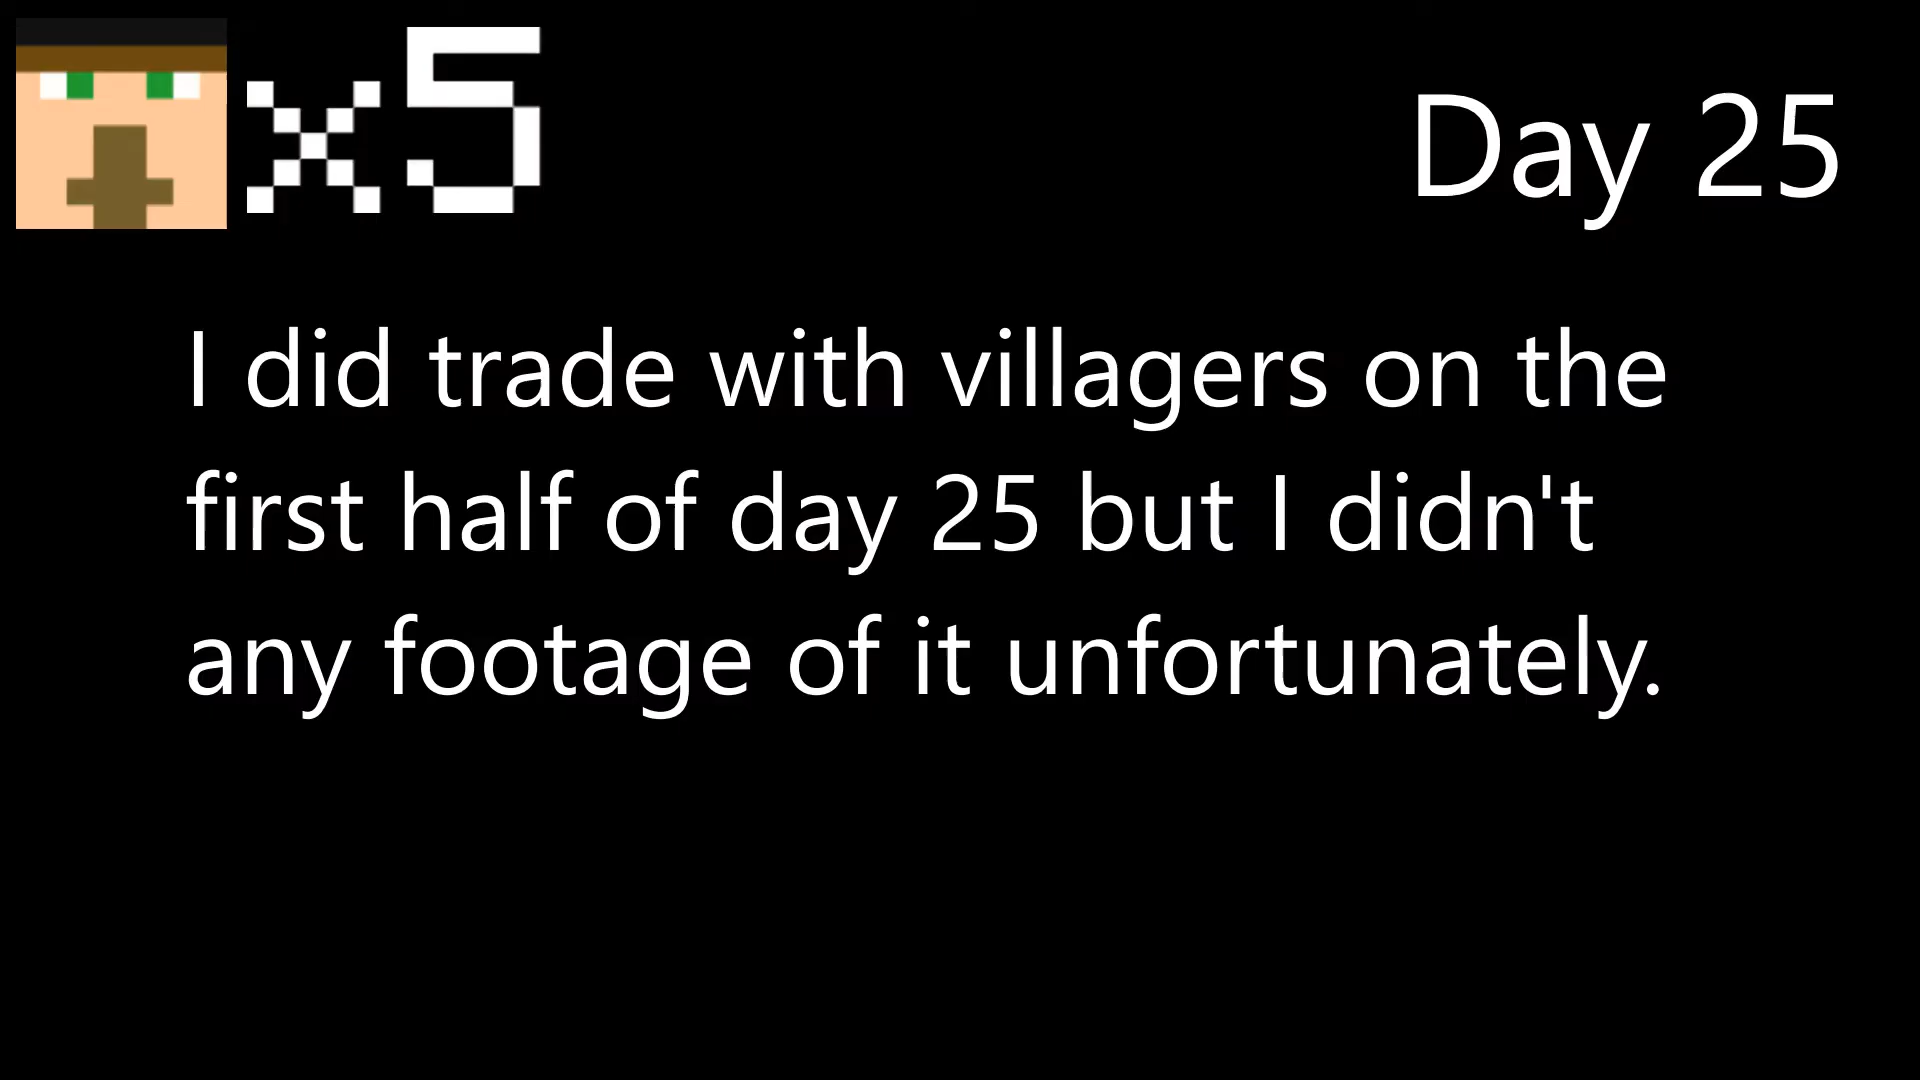 x5
Day 25
I did trade with villagers on the
first half of day 25 but I didn't
any footage of it unfortunately.